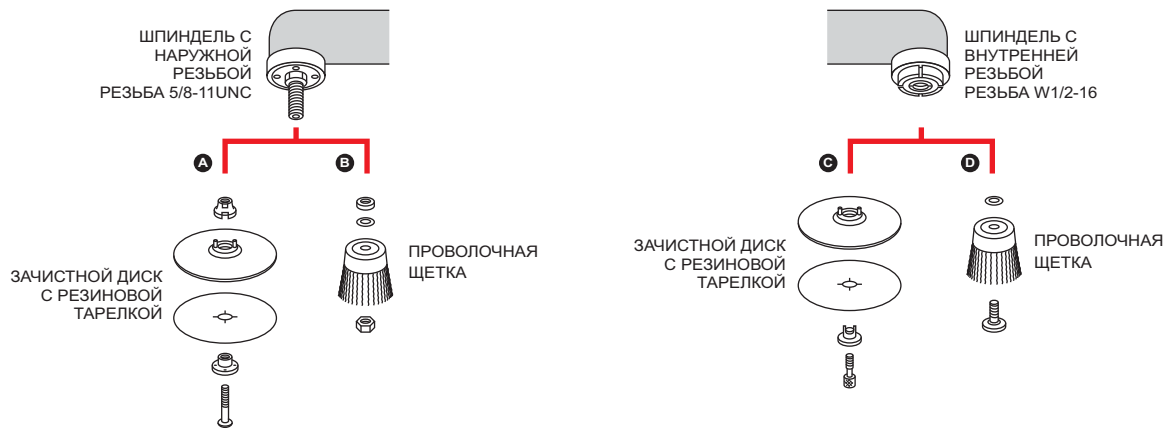 ШПИНДЕЛЬ С
НАРУЖНОЙ
РЕЗЬБОЙ
РЕЗЬБА 5/8-11UNC
A
B
ЗАЧИСТНОЙ ДИСК
С РЕЗИНОВОЙ
ТАРЕЛКОЙ
ПРОВОЛОЧНАЯ
ЩЕТКА
ШПИНДЕЛЬ С
ВНУТРЕННЕЙ
РЕЗЬБОЙ
РЕЗЬБА W1/2-16
C
D
ЗАЧИСТНОЙ ДИСК
С РЕЗИНОВОЙ
ТАРЕЛКОЙ
ПРОВОЛОЧНАЯ
ЩЕТКА